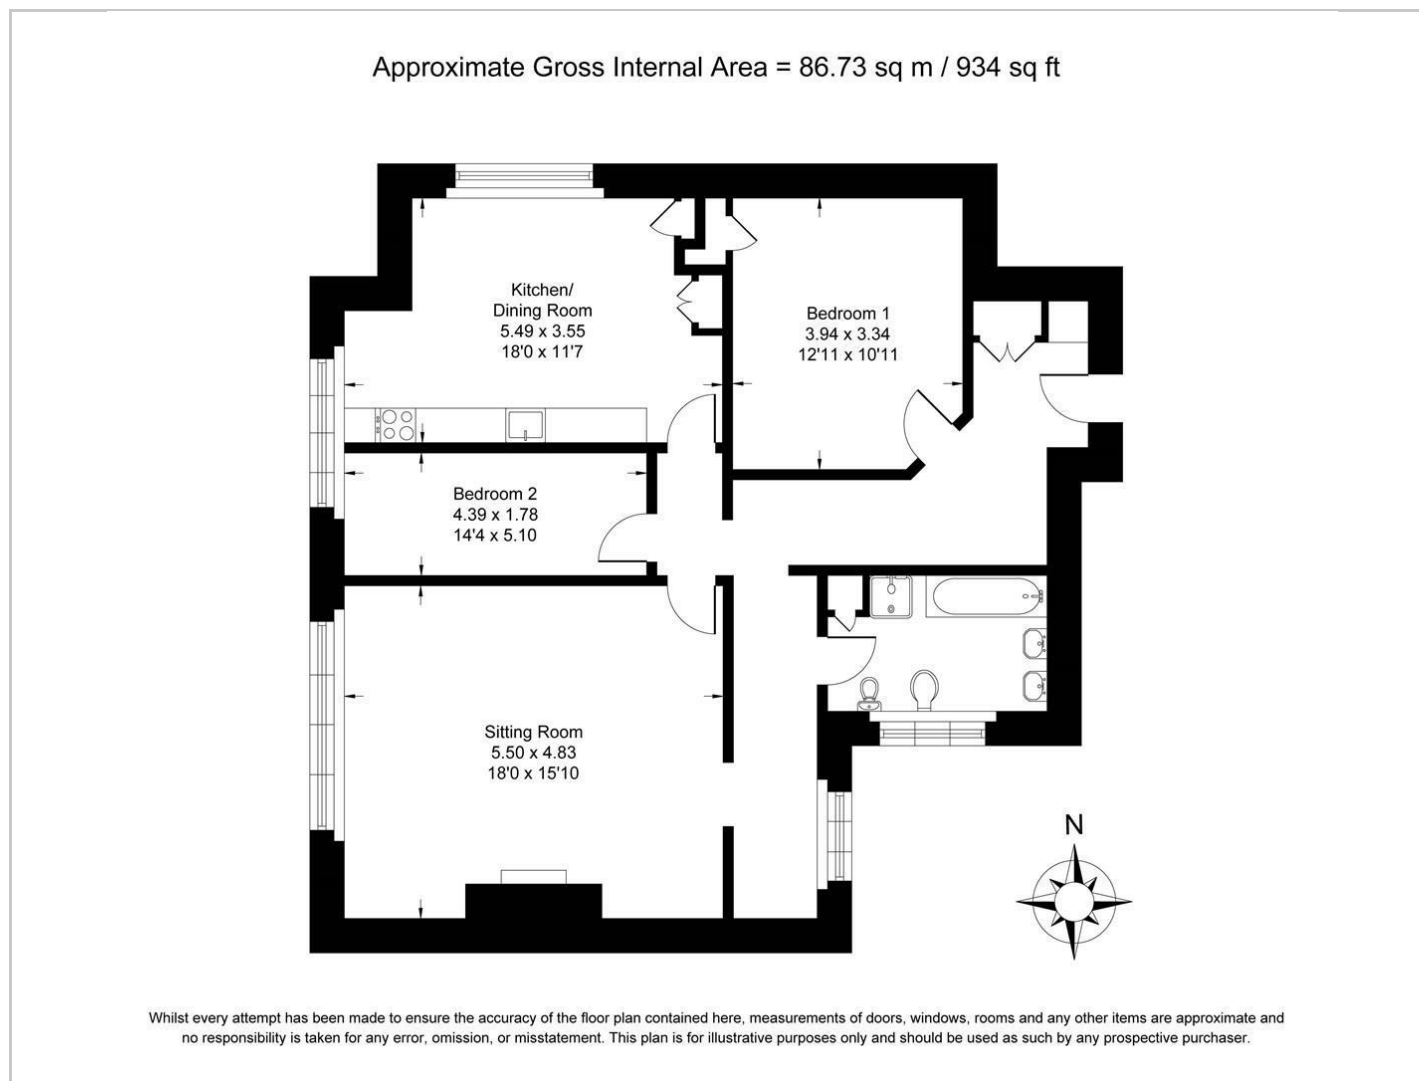 Approximate Gross Internal Area = 86.73 sq m / 934 sq ft
Kitchen/
Dining Room
5.49 x 3.55
18'0 x 11'7
Bedroom 1
3.94 x 3.34
12'11 x 10'11
Bedroom 2
4.39 x 1.78
14'4 x 5.10
Sitting Room
5.50 x 4.83
18'0 x 15'10
N
Whilst every attempt has been made to ensure the accuracy of the floor plan contained here, measurements of doors, windows, rooms and any other items are approximate and
no responsibility is taken for any error, omission, or misstatement. This plan is for illustrative purposes only and should be used as such by any prospective purchaser.